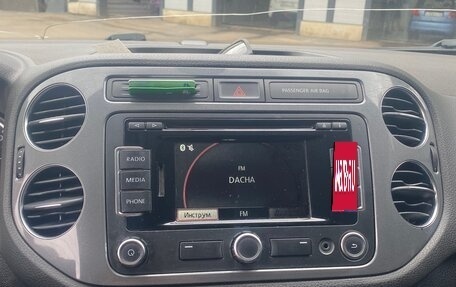 PASSENGER AIR BAG
RADIO
MEDIA
PHONE
FM
DACHA
Инструм.
FM